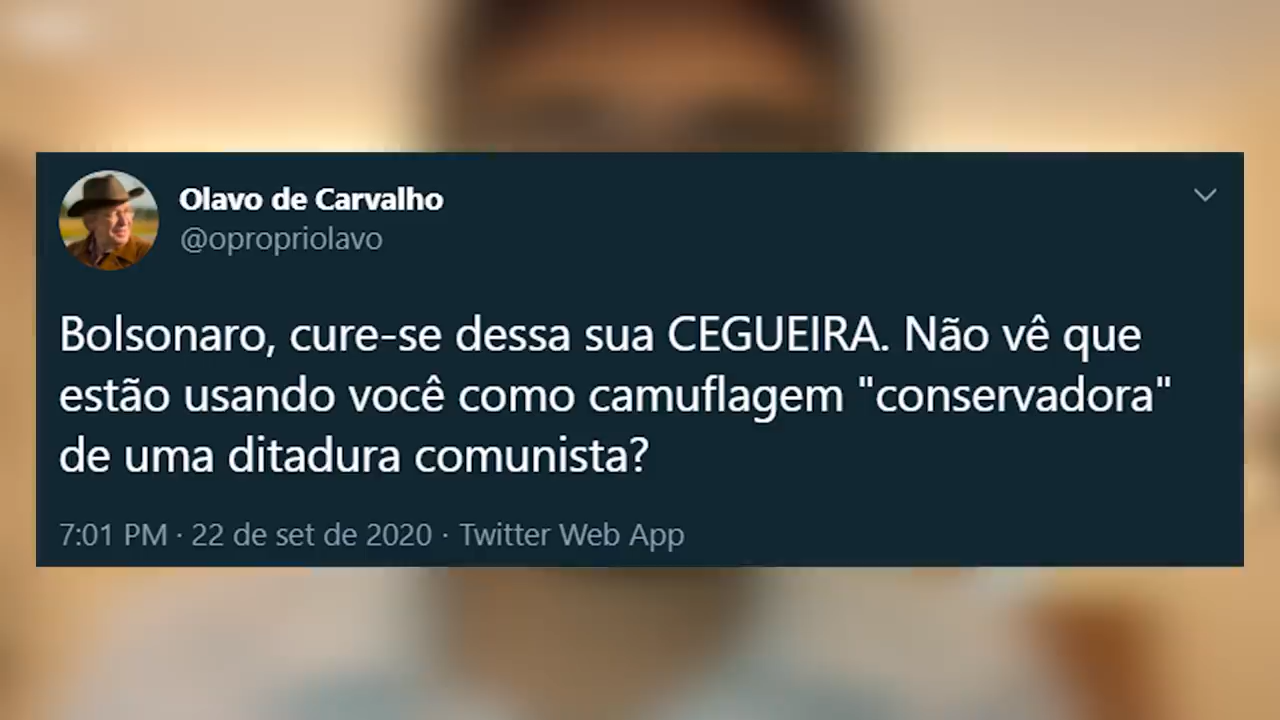 Olavo de Carvalho
@opropriolavo
Bolsonaro, cure-se dessa sua CEGUEIRA. Não vê que
estão usando você como camuflagem "conservadora"
de uma ditadura comunista?
7:01 PM · 22 de set de 2020 · Twitter Web App